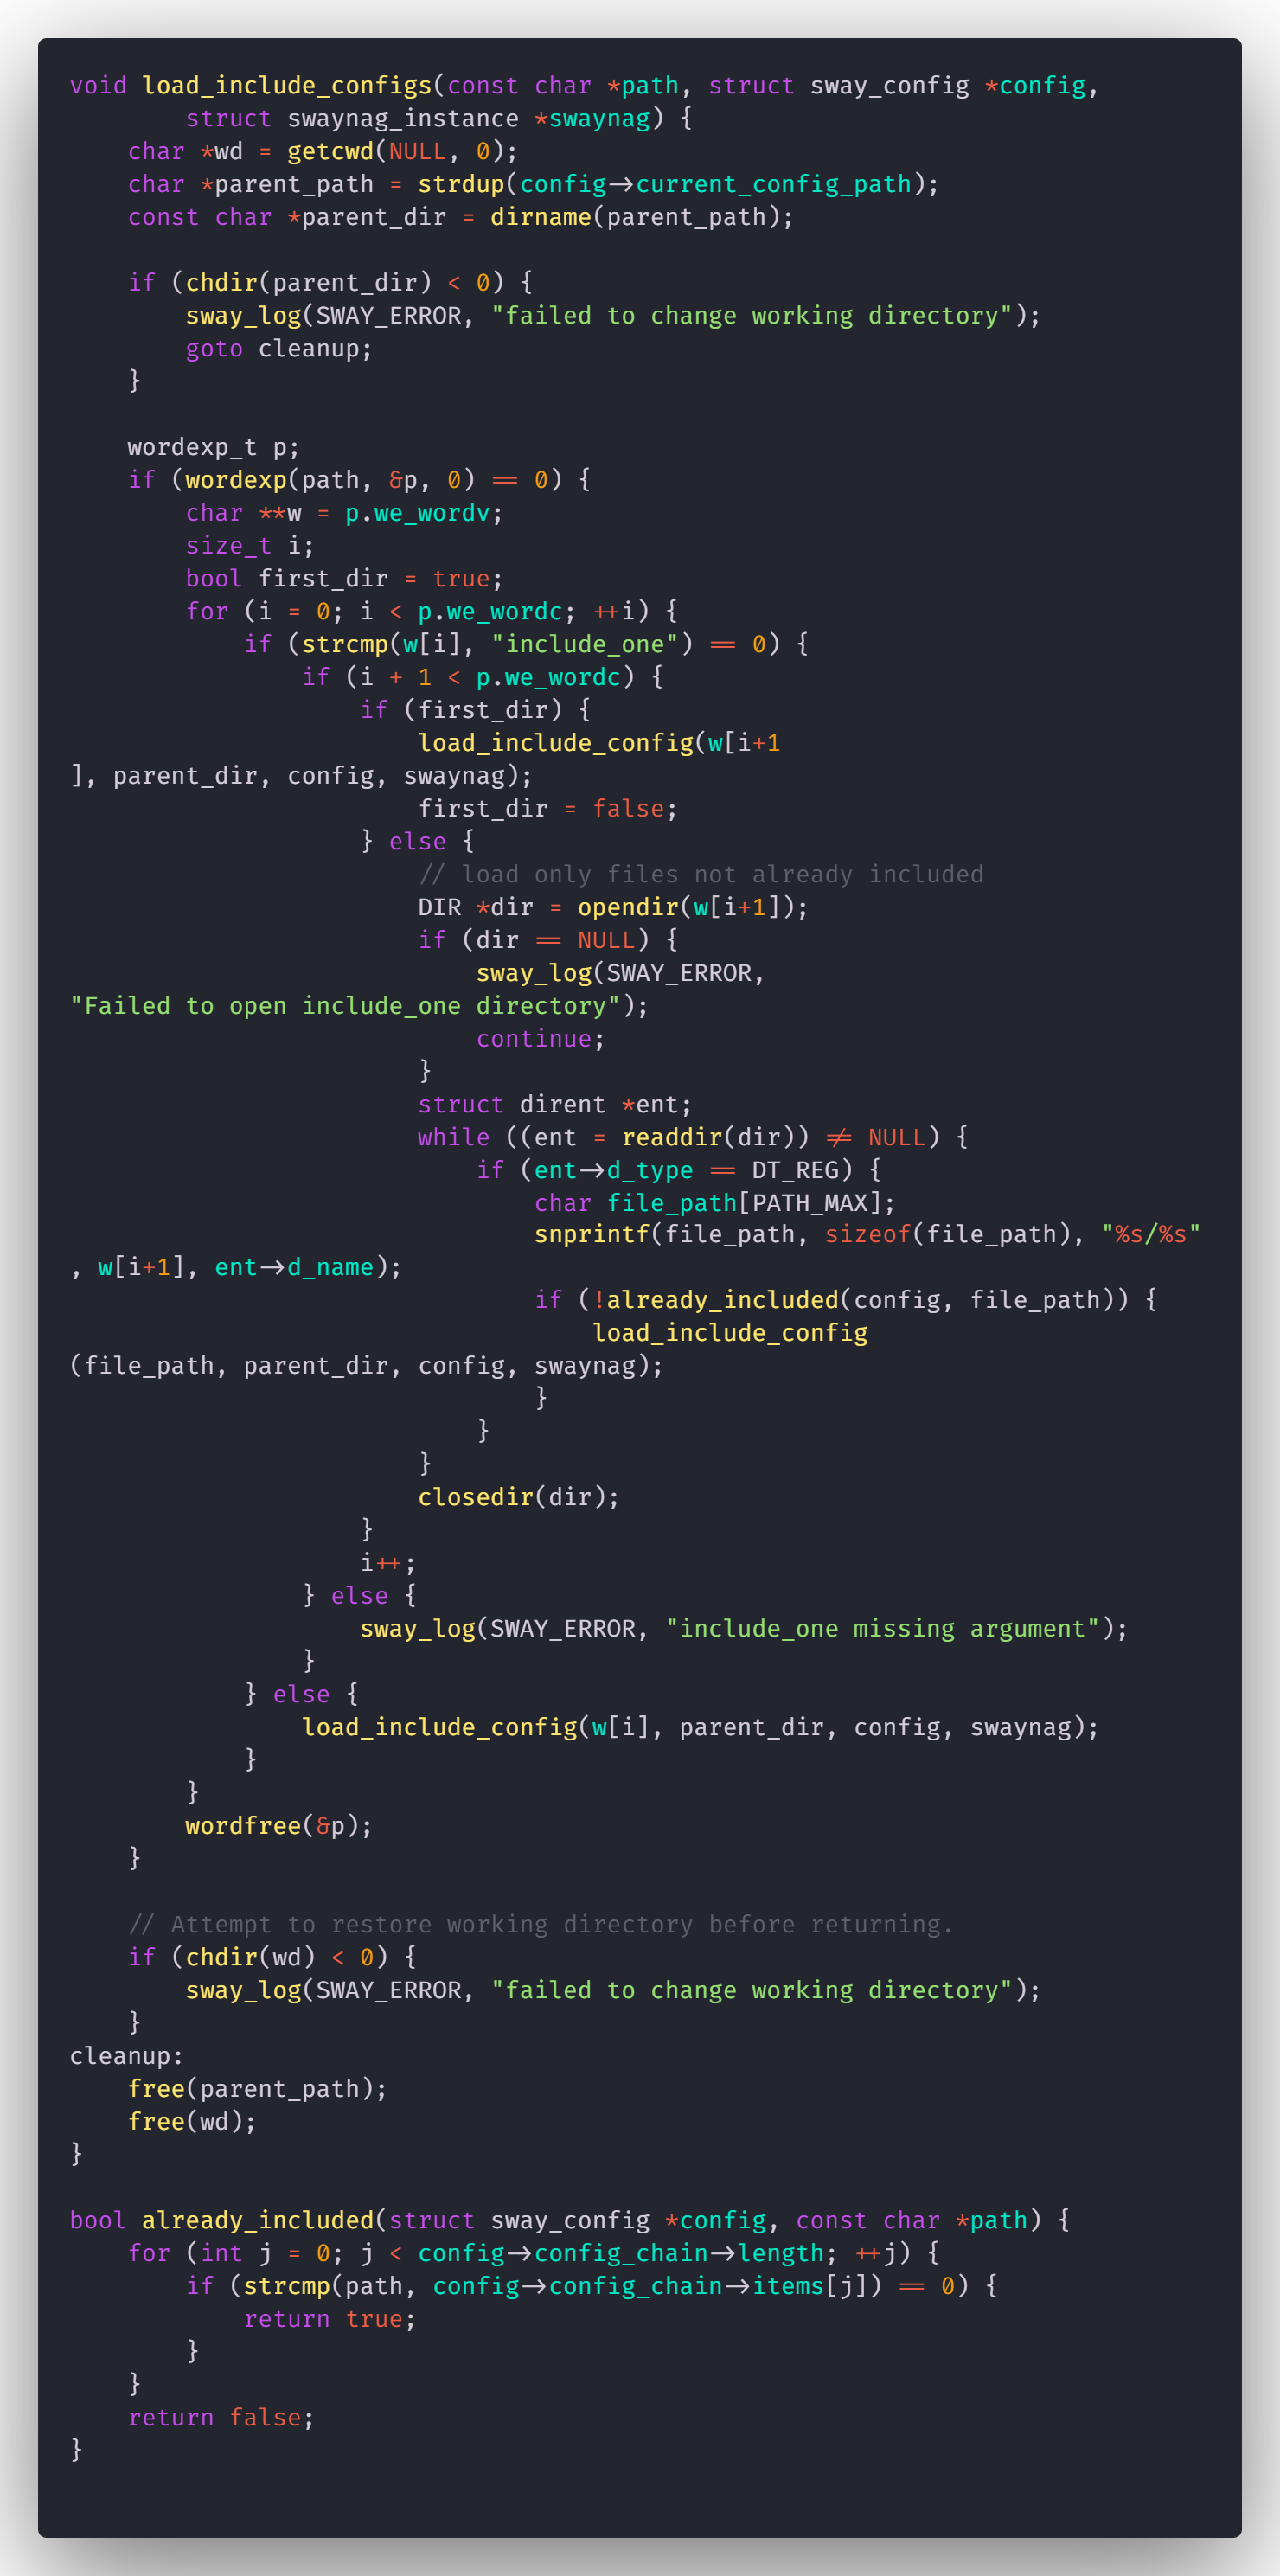 void load_include_configs(const char *path, struct sway_config *config,
        struct swaynag_instance *swaynag) {
    char *wd = getcwd(NULL, 0);
    char *parent_path = strdup(config->current_config_path);
    const char *parent_dir = dirname(parent_path);

    if (chdir(parent_dir) < 0) {
        sway_log(SWAY_ERROR, "failed to change working directory");
        goto cleanup;
    }

    wordexp_t p;
    if (wordexp(path, &p, 0) == 0) {
        char **w = p.we_wordv;
        size_t i;
        bool first_dir = true;
        for (i = 0; i < p.we_wordc; ++i) {
            if (strcmp(w[i], "include_one") == 0) {
                if (i + 1 < p.we_wordc) {
                    if (first_dir) {
                        load_include_config(w[i+1
], parent_dir, config, swaynag);
                        first_dir = false;
                    } else {
                        // load only files not already included
                        DIR *dir = opendir(w[i+1]);
                        if (dir == NULL) {
                            sway_log(SWAY_ERROR,
"Failed to open include_one directory");
                            continue;
                        }
                        struct dirent *ent;
                        while ((ent = readdir(dir)) != NULL) {
                            if (ent->d_type == DT_REG) {
                                char file_path[PATH_MAX];
                                snprintf(file_path, sizeof(file_path), "%s/%s"
, w[i+1], ent->d_name);
                                if (!already_included(config, file_path)) {
                                    load_include_config
(file_path, parent_dir, config, swaynag);
                                }
                            }
                        }
                        closedir(dir);
                    }
                    i++;
                } else {
                    sway_log(SWAY_ERROR, "include_one missing argument");
                }
            } else {
                load_include_config(w[i], parent_dir, config, swaynag);
            }
        }
        wordfree(&p);
    }

    // Attempt to restore working directory before returning.
    if (chdir(wd) < 0) {
        sway_log(SWAY_ERROR, "failed to change working directory");
    }
cleanup:
    free(parent_path);
    free(wd);
}

bool already_included(struct sway_config *config, const char *path) {
    for (int j = 0; j < config->config_chain->length; ++j) {
        if (strcmp(path, config->config_chain->items[j]) == 0) {
            return true;
        }
    }
    return false;
}